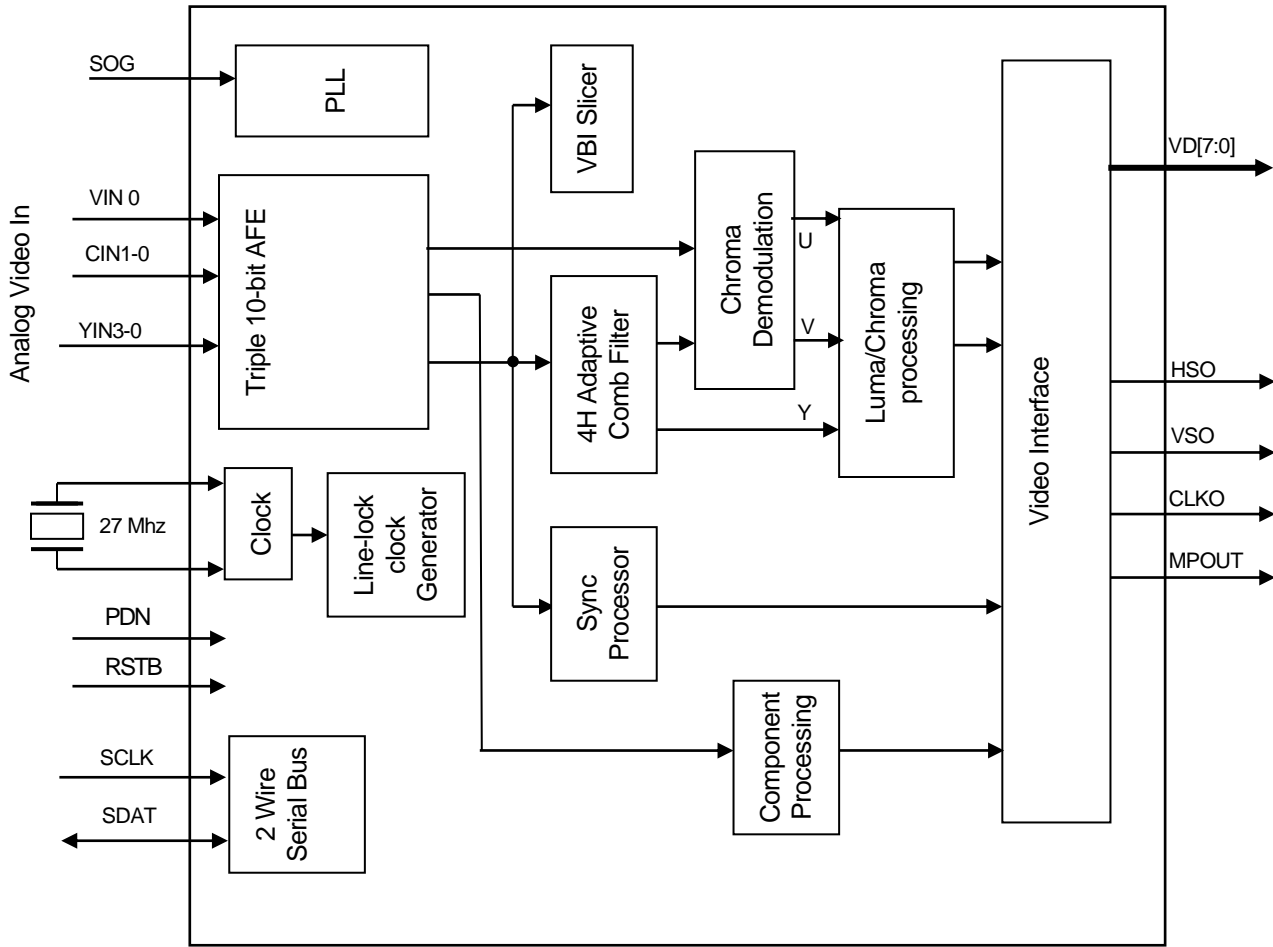 Analog Video In
SOG
VIN 0
CIN1-0
YIN3-0
27 Mhz
PDN
RSTB
SCLK
SDAT
PLL
Triple 10-bit AFE
Clock
Line-lock
clock
Generator
2 Wire
Serial Bus
VBI Slicer
4H Adaptive
Comb Filter
Sync
Processor
Chroma
Demodulation
Component
Processing
U
V
Y
Luma/Chroma
processing
Video Interface
VD[7:0]
HSO
VSO
CLKO
MPOUT